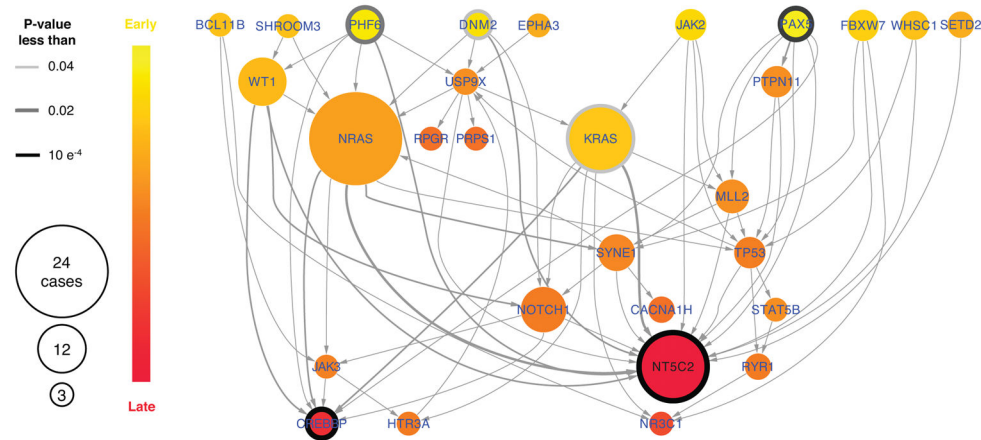 P-value
less than
0.04
0.02
10 e⁻⁴
24
cases
12
3
Early
Late
BCL11B
SHROOM3
PHF6
DNM2
EPHA3
JAK2
PAX5
FBXW7
WHSC1
SETD2
WT1
USP9X
PTPN11
NRAS
RPGR
PRPS1
KRAS
MLL2
SYNE1
TP53
NOTCH1
CACNA1H
STAT5B
JAK3
NT5C2
RYR1
CREBBP
HTR3A
NR3C1